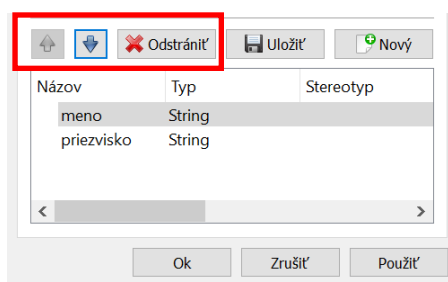 Odstrániť Uložiť Nový
Názov Typ Stereotyp
meno String
priezvisko String
Ok Zrušiť Použiť